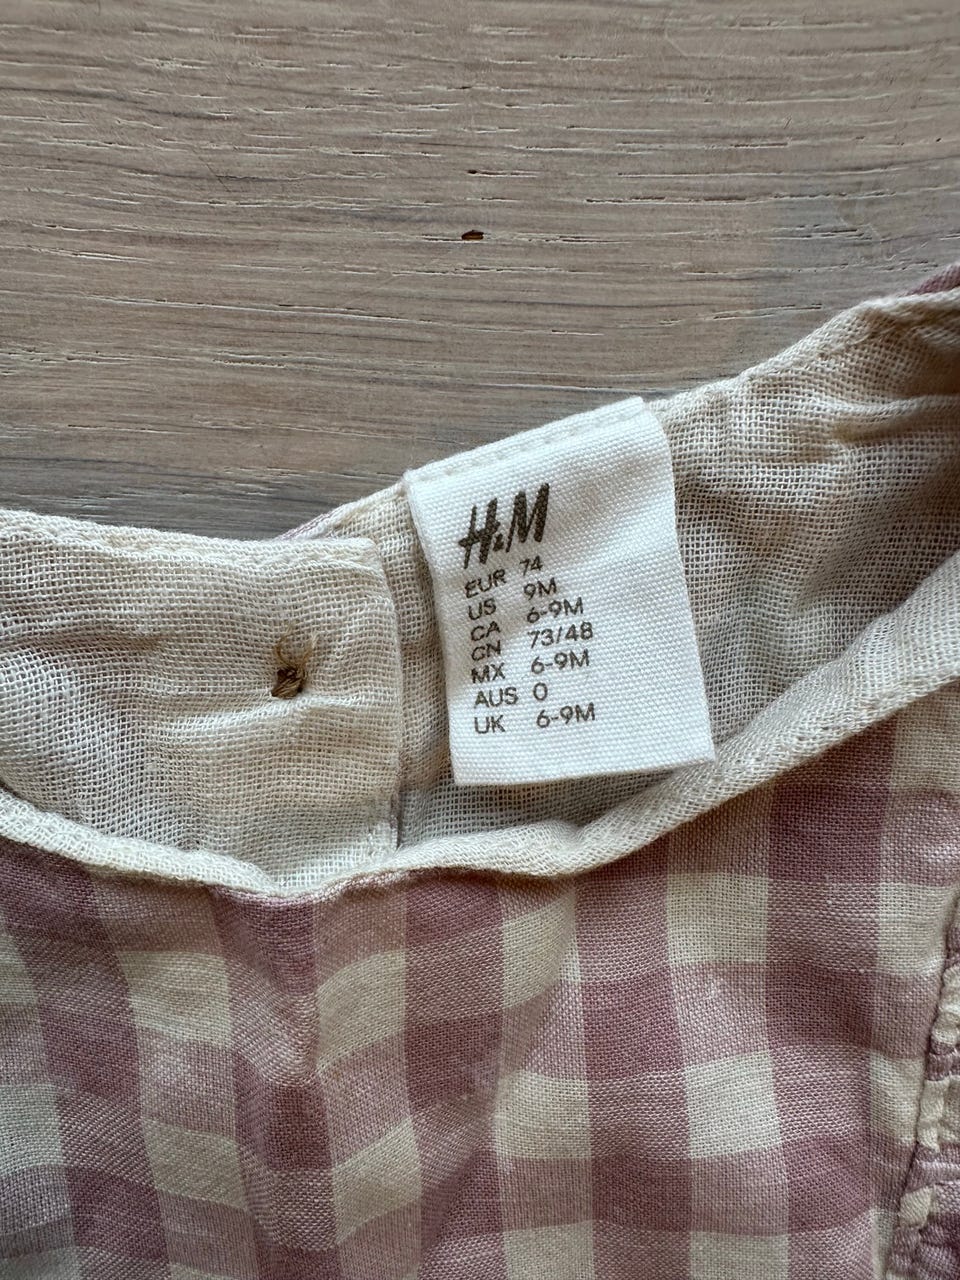 H&M
EUR 74
US 9M
CA 6-9M
CN 73/48
MX 6-9M
AUS 0
UK 6-9M